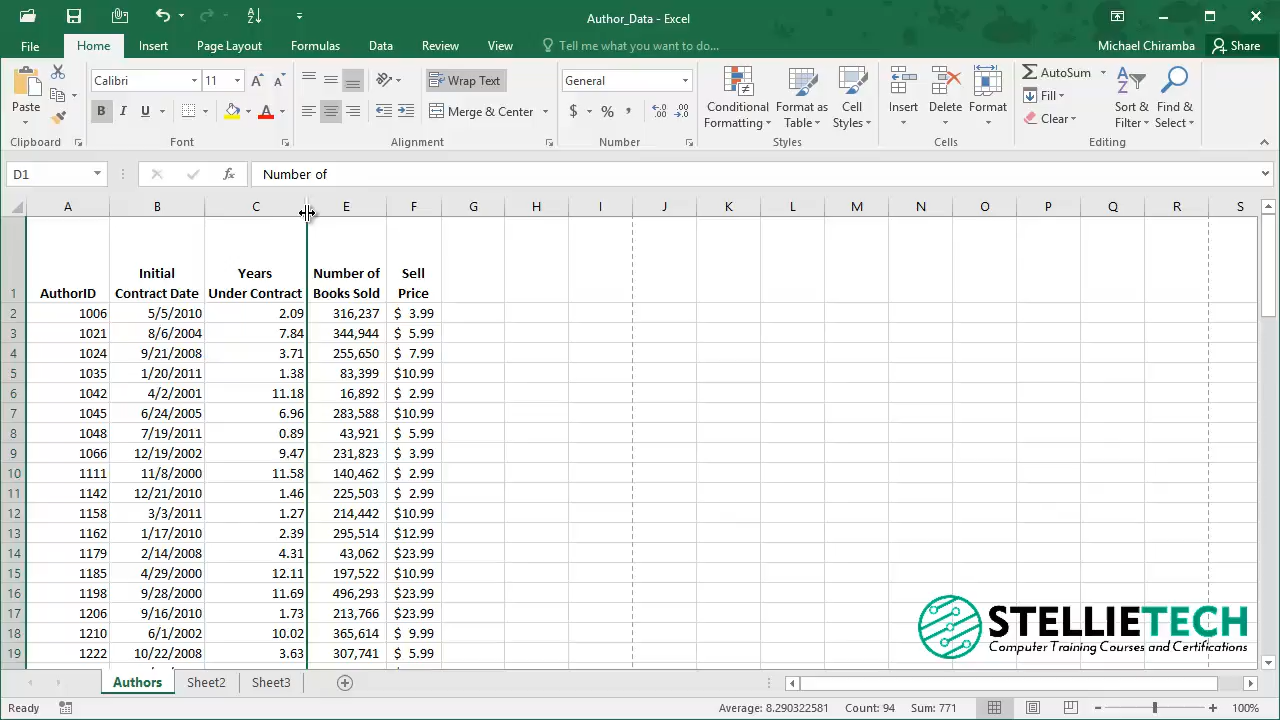 Author_Data - Excel
Michael Chiramba
Share
File Home Insert Page Layout Formulas Data Review View Tell me what you want to do...
Paste
Calibri 11
B I U
Wrap Text
Merge & Center
General
$ % ,
Conditional Formatting
Format as Table
Cell Styles
Insert Delete Format
AutoSum
Fill
Clear
Sort & Filter
Find & Select
Clipboard Font Alignment Number Styles Cells Editing
D1 fx Number of
A B C E F G H I J K L M N O P Q R S
Initial Years Number of Sell
1 AuthorID Contract Date Under Contract Books Sold Price
2 1006 5/5/2010 2.09 316,237 $ 3.99
3 1021 8/6/2004 7.84 344,944 $ 5.99
4 1024 9/21/2008 3.71 255,650 $ 7.99
5 1035 1/20/2011 1.38 83,399 $10.99
6 1042 4/2/2001 11.18 16,892 $ 2.99
7 1045 6/24/2005 6.96 283,588 $10.99
8 1048 7/19/2011 0.89 43,921 $ 5.99
9 1066 12/19/2002 9.47 231,823 $ 3.99
10 1111 11/8/2000 11.58 140,462 $ 2.99
11 1142 12/21/2010 1.46 225,503 $ 2.99
12 1158 3/3/2011 1.27 214,442 $10.99
13 1162 1/17/2010 2.39 295,514 $12.99
14 1179 2/14/2008 4.31 43,062 $23.99
15 1185 4/29/2000 12.11 197,522 $10.99
16 1198 9/28/2000 11.69 496,293 $23.99
17 1206 9/16/2010 1.73 213,766 $23.99
18 1210 6/1/2002 10.02 365,614 $ 9.99
19 1222 10/22/2008 3.63 307,741 $ 5.99
STELLIETECH
Computer Training Courses and Certifications
Authors Sheet2 Sheet3
Ready Average: 8.290322581 Count: 94 Sum: 771 100%